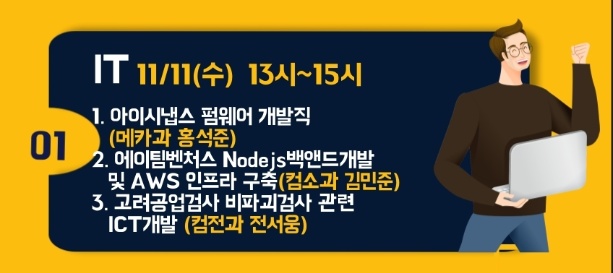 01
IT 11/11(수) 13시~15시
1. 아이시냅스 펌웨어 개발직
(메카과 홍석준)
2. 에이팀벤처스 Nodejs백앤드개발
및 AWS 인프라 구축(컴소과 김민준)
3. 고려공업검사 비파괴검사 관련
ICT개발 (컴전과 전서웅)